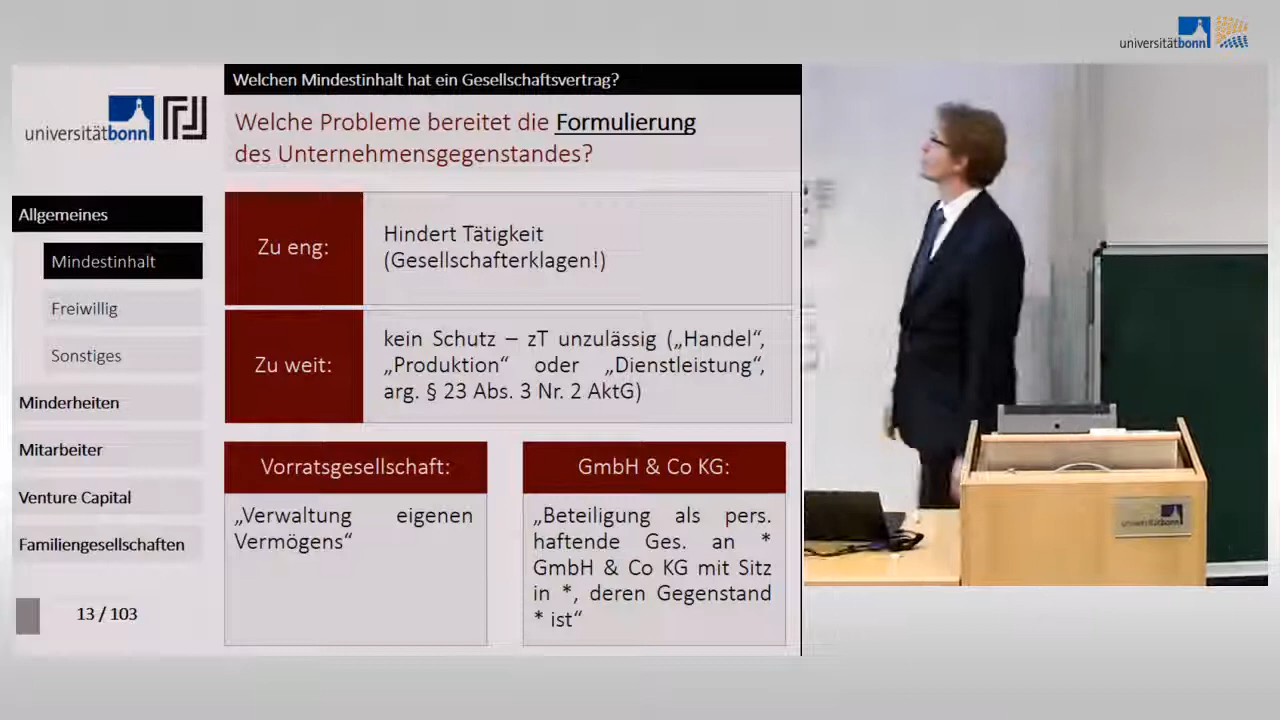 universitätbonn
Welchen Mindestinhalt hat ein Gesellschaftsvertrag?
universitätbonn
Welche Probleme bereitet die Formulierung
des Unternehmensgegenstandes?
Allgemeines
Mindestinhalt
Freiwillig
Sonstiges
Minderheiten
Mitarbeiter
Venture Capital
Familiengesellschaften
13 / 103
Zu eng:
Hindert Tätigkeit
(Gesellschafterklagen!)
Zu weit:
kein Schutz – zT unzulässig („Handel“,
„Produktion“ oder „Dienstleistung“,
arg. § 23 Abs. 3 Nr. 2 AktG)
Vorratsgesellschaft:
„Verwaltung eigenen
Vermögens“
GmbH & Co KG:
„Beteiligung als pers.
haftende Ges. an *
GmbH & Co KG mit Sitz
in *, deren Gegenstand
* ist“
universitätbonn